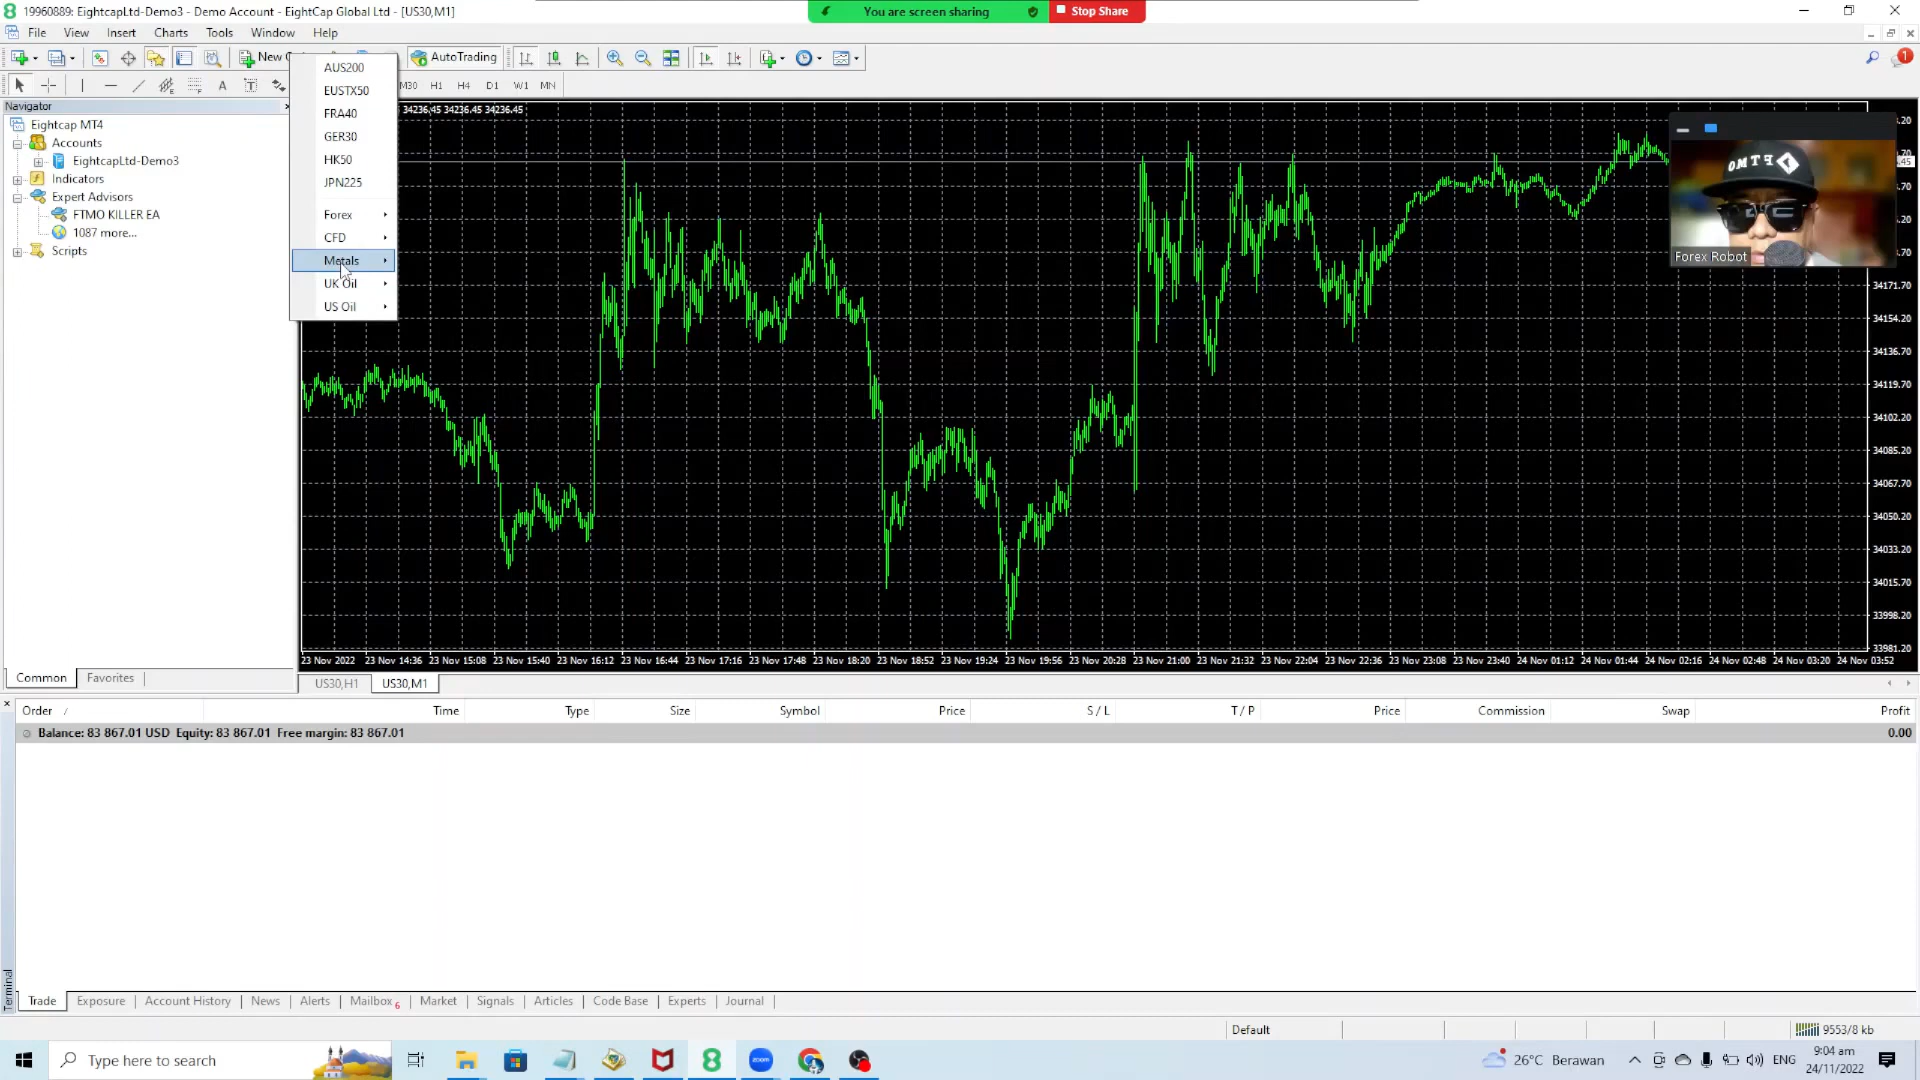 19960889: EightcapLtd-Demo3 - Demo Account - EightCap Global Ltd - [US30,M1]
You are screen sharing
Stop Share
File View Insert Charts Tools Window Help
New
AutoTrading
1
M30 H1 H4 D1 W1 MN
Navigator
Eightcap MT4
Accounts
EightcapLtd-Demo3
Indicators
Expert Advisors
FTMO KILLER EA
1087 more...
Scripts
Common
Favorites
AUS200
EUSTX50
FRA40
GER30
HK50
JPN225
Forex
CFD
Metals
UK Oil
US Oil
34236.45 34236.45 34236.45
FTMO
Forex Robot
34171.70
34154.20
34136.70
34119.70
34102.20
34085.20
34067.70
34050.20
34033.20
34015.70
33998.20
33981.20
23 Nov 2022 23 Nov 14:36 23 Nov 15:08 23 Nov 15:40 23 Nov 16:12 23 Nov 16:44 23 Nov 17:16 23 Nov 17:48 23 Nov 18:20 23 Nov 18:52 23 Nov 19:24 23 Nov 19:56 23 Nov 20:28 23 Nov 21:00 23 Nov 21:32 23 Nov 22:04 23 Nov 22:36 23 Nov 23:08 23 Nov 23:40 24 Nov 01:12 24 Nov 01:44 24 Nov 02:16 24 Nov 02:48 24 Nov 03:20 24 Nov 03:52
US30,H1
US30,M1
Order / Time Type Size Symbol Price S / L T / P Price Commission Swap Profit
Balance: 83 867.01 USD Equity: 83 867.01 Free margin: 83 867.01 0.00
Terminal
Trade Exposure Account History News Alerts Mailbox 6 Market Signals Articles Code Base Experts Journal
Default
9553/8 kb
Type here to search
zoom
26°C Berawan
ENG
9:04 am
24/11/2022